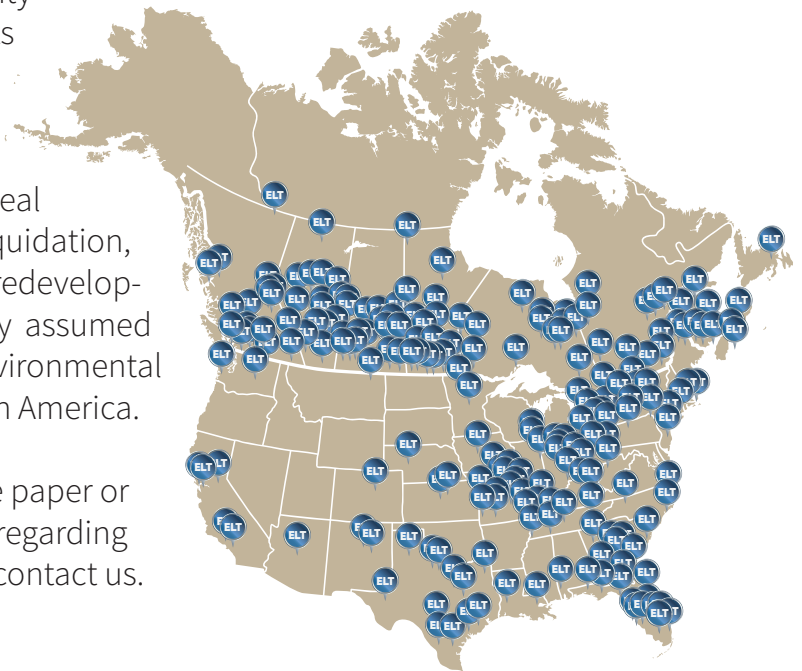 eal
quidation,
redevelop-
y assumed
vironmental
n America.
e paper or
regarding
contact us.
ELT